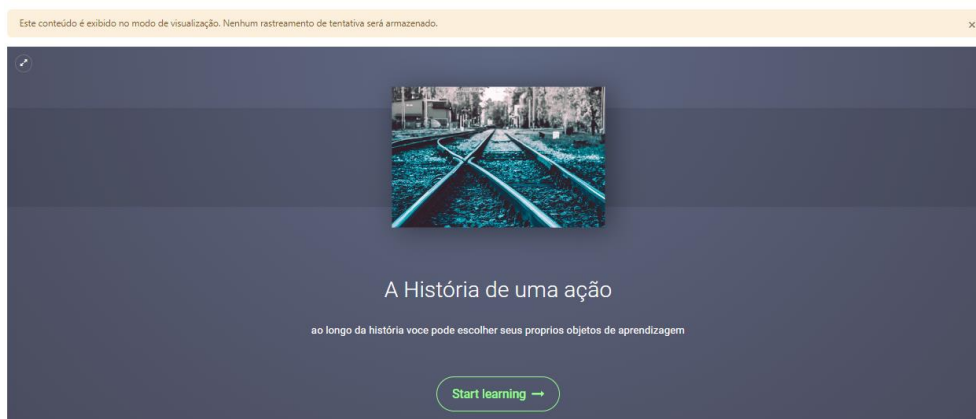 Este conteúdo é exibido no modo de visualização. Nenhum rastreamento de tentativa será armazenado.
×
A História de uma ação
ao longo da história voce pode escolher seus proprios objetos de aprendizagem
Start learning →